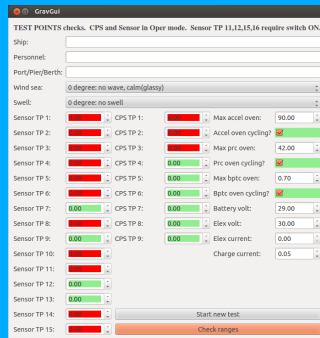 GravGui
TEST POINTS checks. CPS and Sensor in Oper mode. Sensor TP 11,12,15,16 require switch ON.
Ship:
Personnel:
Port/Pier/Berth:
Wind sea: 0 degree: no wave, calm(glassy)
Swell: 0 degree: no swell
Sensor TP 1: CPS TP 1: Max accel oven: 90.00
Sensor TP 2: CPS TP 2: Accel oven cycling?
Sensor TP 3: CPS TP 3: Max prc oven: 42.00
Sensor TP 4: CPS TP 4: 0.00 Prc oven cycling?
Sensor TP 5: CPS TP 5: 0.00 Max bptc oven: 0.70
Sensor TP 6: CPS TP 6: 0.00 Bptc oven cycling?
Sensor TP 7: 0.00 CPS TP 7: 0.00 Battery volt: 29.00
Sensor TP 8: CPS TP 8: 0.00 Elex volt: 30.00
Sensor TP 9: 0.00 CPS TP 9: 0.00 Elex current: 0.00
Sensor TP 10: Charge current: 0.05
Sensor TP 11:
Sensor TP 12: 0.00
Sensor TP 13: 0.00
Sensor TP 14: Start new test
Sensor TP 15: Check ranges